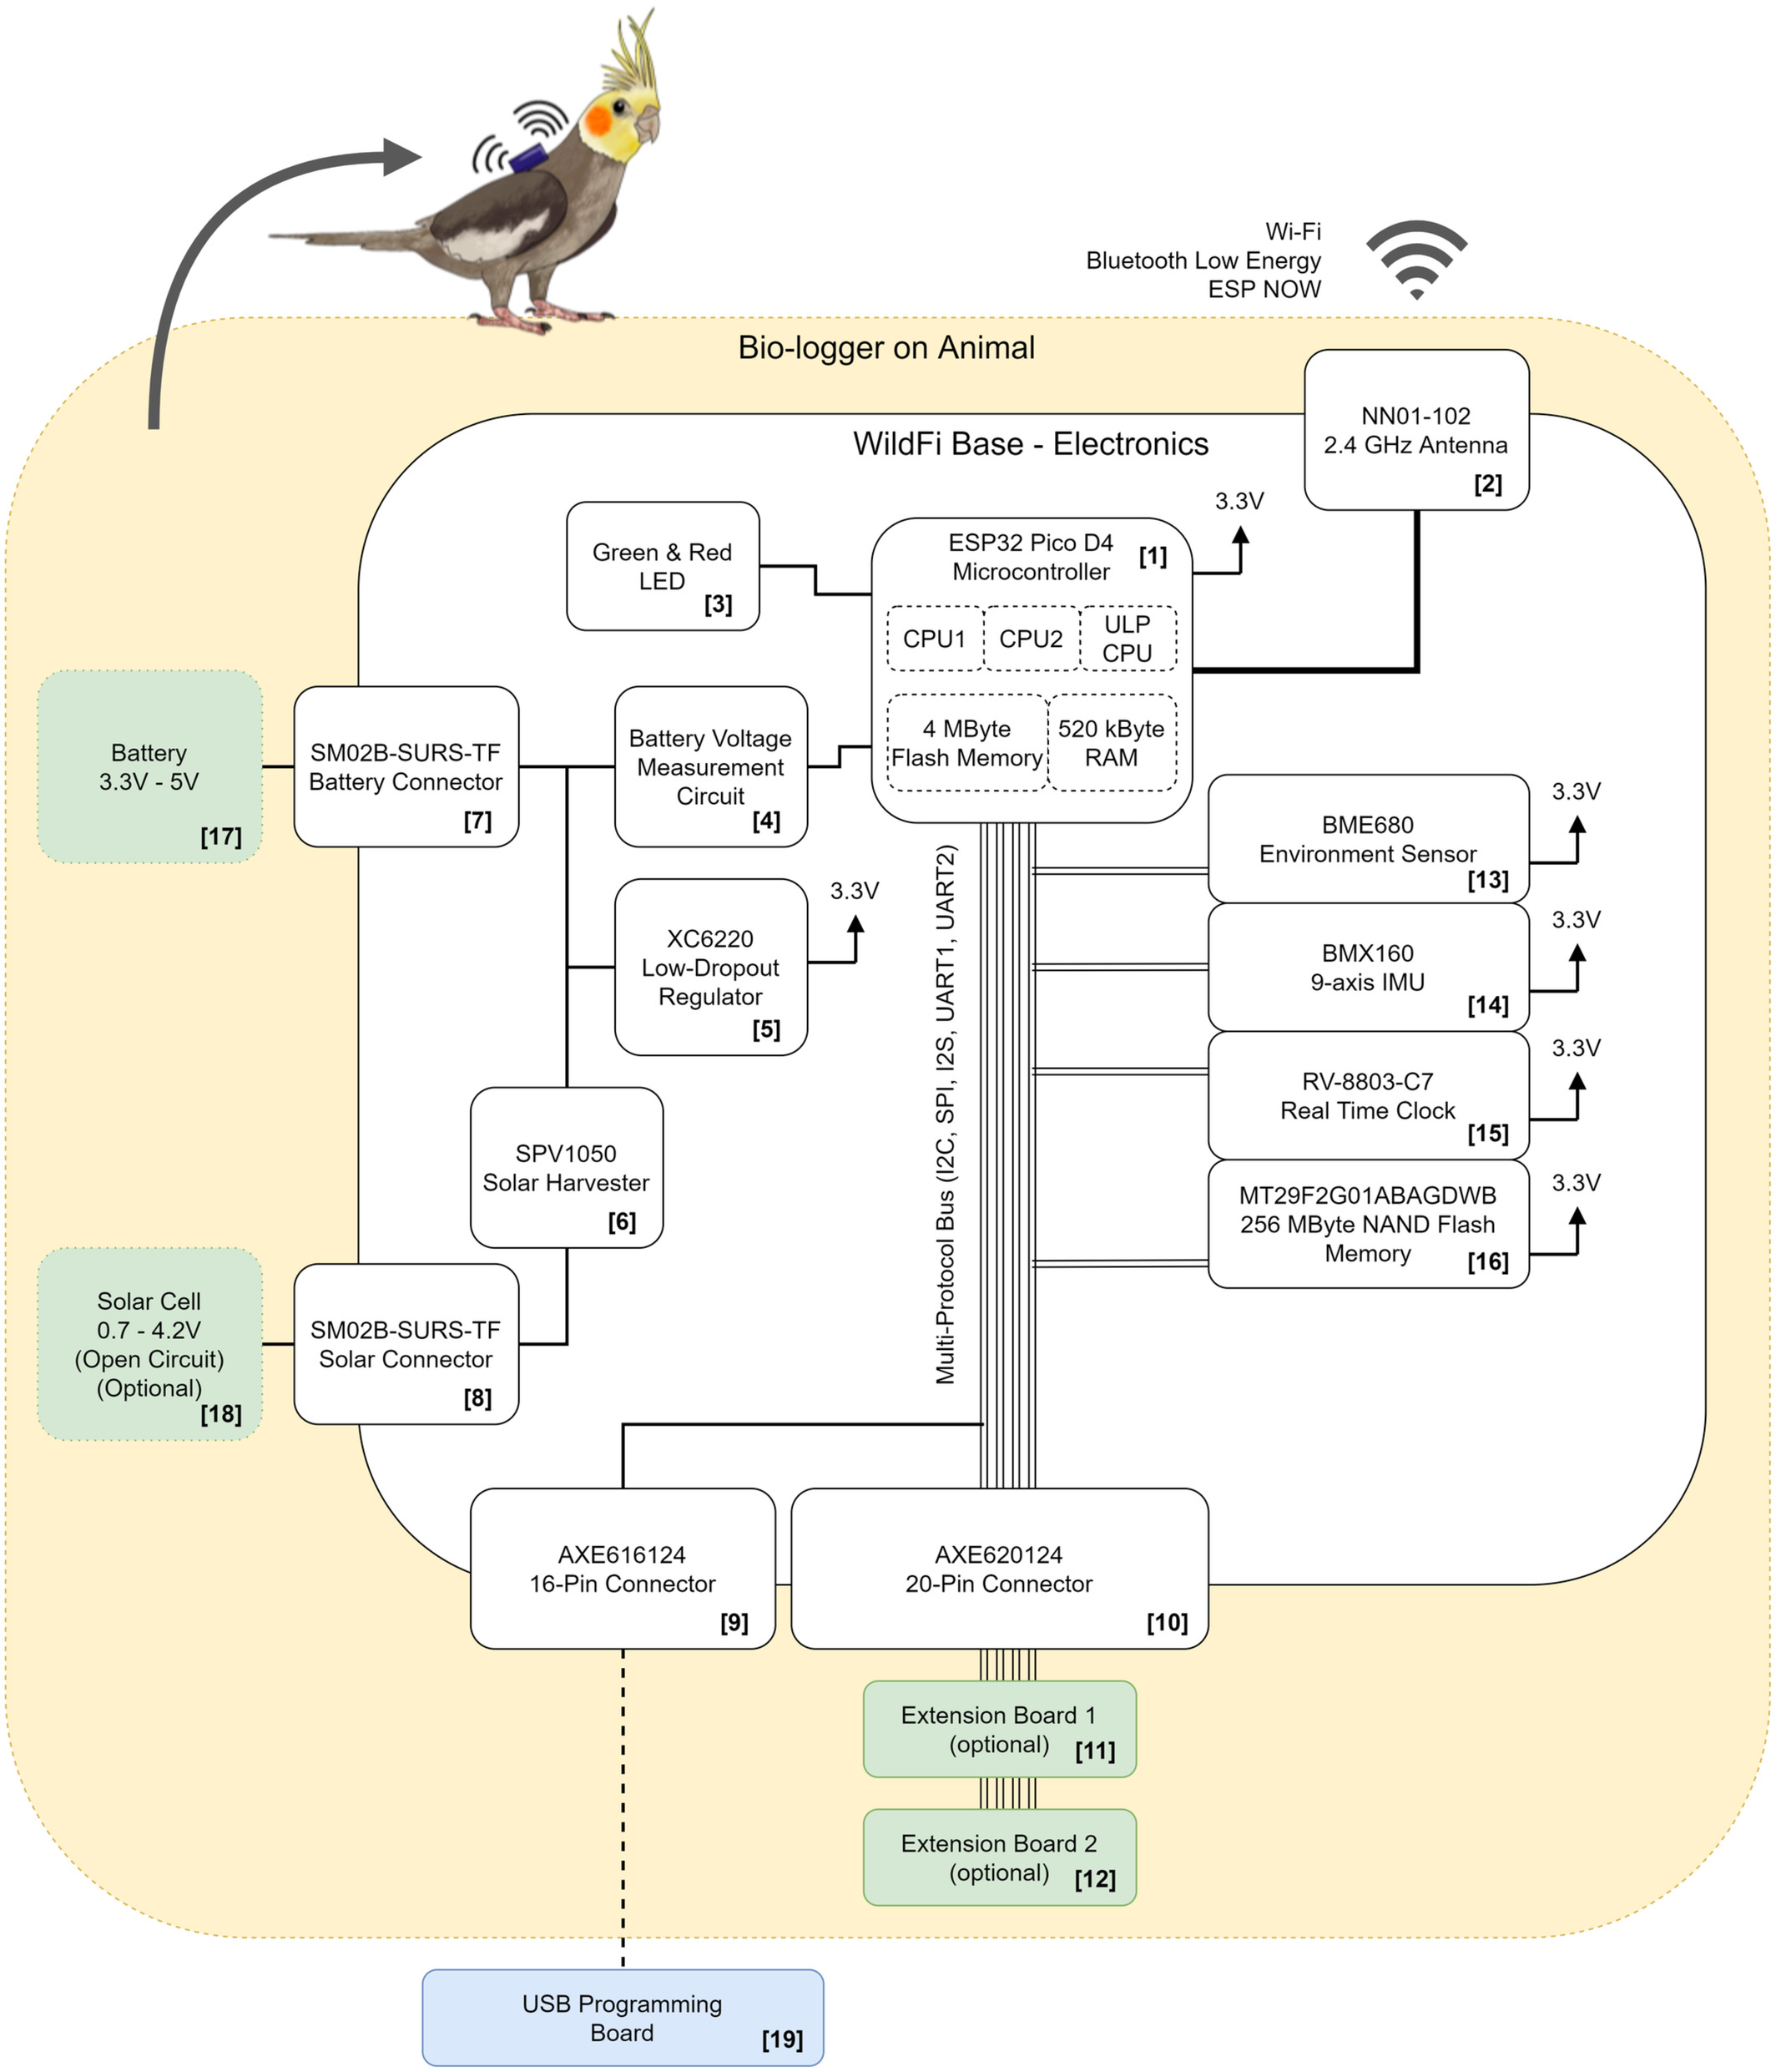 Wi-Fi
Bluetooth Low Energy
ESP NOW
Bio-logger on Animal
NN01-102
2.4 GHz Antenna
[2]
WildFi Base - Electronics
3.3V
ESP32 Pico D4
Microcontroller
[1]
CPU1
CPU2
ULP
CPU
4 MByte
Flash Memory
520 kByte
RAM
Green & Red
LED
[3]
Battery
3.3V - 5V
[17]
SM02B-SURS-TF
Battery Connector
[7]
Battery Voltage
Measurement
Circuit
[4]
XC6220
Low-Dropout
Regulator
[5]
3.3V
Multi-Protocol Bus (I2C, SPI, I2S, UART1, UART2)
BME680
Environment Sensor
[13]
3.3V
BMX160
9-axis IMU
[14]
3.3V
RV-8803-C7
Real Time Clock
[15]
3.3V
MT29F2G01ABAGDWB
256 MByte NAND Flash
Memory
[16]
3.3V
SPV1050
Solar Harvester
[6]
Solar Cell
0.7 - 4.2V
(Open Circuit)
(Optional)
[18]
SM02B-SURS-TF
Solar Connector
[8]
AXE616124
16-Pin Connector
[9]
AXE620124
20-Pin Connector
[10]
Extension Board 1
(optional)
[11]
Extension Board 2
(optional)
[12]
USB Programming
Board
[19]